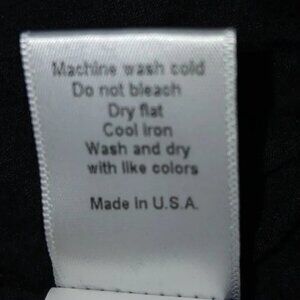 Machine wash cold
Do not bleach
Dry flat
Cool Iron
Wash and dry
with like colors
Made In U.S.A.